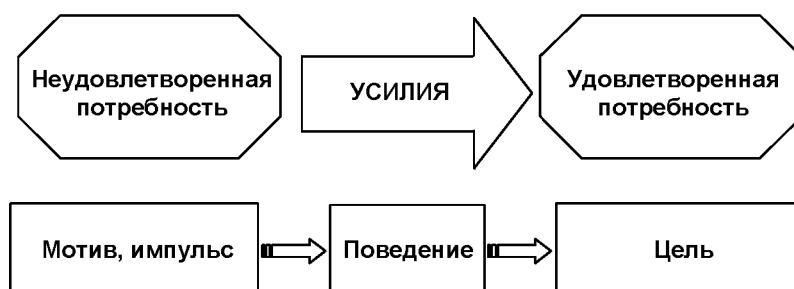 Неудовлетворенная
потребность
УСИЛИЯ
Удовлетворенная
потребность
Мотив, импульс
Поведение
Цель